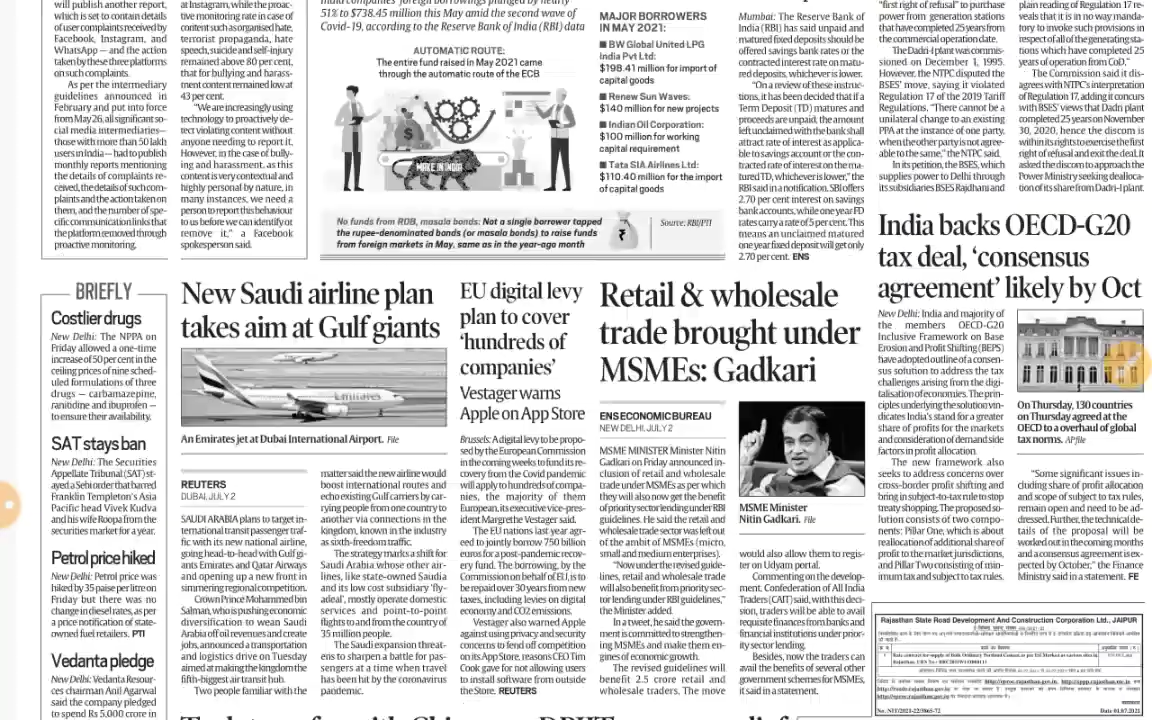 will publish another report,
which is set to contain details
of user complaints received by
Facebook, Instagram, and
WhatsApp — and the action
taken by these three platforms
on such complaints.
As per the intermediary
guidelines announced in
February and put into force
from May 26, all significant so-
cial media intermediaries—
those with more than 50 lakh
users in India — had to publish
monthly reports mentioning
the details of complaints re-
ceived, the details of such com-
plaints and the action taken on
them, and the number of spe-
cific communication links that
the platform removed through
proactive monitoring.
at Instagram, while the proac-
tive monitoring rate in case of
content such as organised hate,
terrorist propaganda, hate
speech, suicide and self-injury
remained above 80 per cent,
that for bullying and harass-
ment content remained low at
43 per cent.
"We are increasingly using
technology to proactively de-
tect violating content without
anyone needing to report it.
However, in the case of bully-
ing and harassment, as this
content is very contextual and
highly personal by nature, in
many instances, we need a
person to report this behaviour
to us before we can identify or
remove it," a Facebook
spokesperson said.
India companies' foreign borrowings plunged by nearly
51% to $738.45 million this May amid the second wave of
Covid-19, according to the Reserve Bank of India (RBI) data
AUTOMATIC ROUTE:
The entire fund raised in May 2021 came
through the automatic route of the ECB
MAKE IN INDIA
MAJOR BORROWERS
IN MAY 2021:
■ BW Global United LPG
India Pvt Ltd:
$198.41 million for import of
capital goods
■ Renew Sun Waves:
$140 million for new projects
■ Indian Oil Corporation:
$100 million for working
capital requirement
■ Tata SIA Airlines Ltd:
$110.40 million for the import
of capital goods
No funds from RDB, masala bonds: Not a single borrower tapped
the rupee-denominated bonds (or masala bonds) to raise funds
from foreign markets in May, same as in the year-ago month
₹
Source: RBI/PTI
Mumbai: The Reserve Bank of
India (RBI) has said unpaid and
matured fixed deposits should be
offered savings bank rates or the
contracted interest rate on matu-
red deposits, whichever is lower.
"On a review of these instruc-
tions, it has been decided that if a
Term Deposit (TD) matures and
proceeds are unpaid, the amount
left unclaimed with the bank shall
attract rate of interest as applica-
ble to savings account or the con-
tracted rate of interest on the ma-
tured TD, whichever is lower," the
RBI said in a notification. SBI offers
2.70 per cent interest on savings
bank accounts, while one year FD
rates carry a rate of 5 per cent. This
means an unclaimed matured
one year fixed deposit will get only
2.70 per cent. ENS
"first right of refusal" to purchase
power from generation stations
that have completed 25 years from
the commercial operation date.
The Dadri-I plant was commis-
sioned on December 1, 1995.
However, the NTPC disputed the
BSES' move, saying it violated
Regulation 17 of the 2019 Tariff
Regulations. "There cannot be a
unilateral change to an existing
PPA at the instance of one party,
when the other party is not agree-
able to the same," the NTPC said.
In its petition, the BSES, which
supplies power to Delhi through
its subsidiaries BSES Rajdhani and
plain reading of Regulation 17 re-
veals that it is in no way manda-
tory to invoke such provisions in
respect of all of the generating sta-
tions which have completed 25
years of operation from CoD."
The Commission said it dis-
agrees with NTPC's interpretation
of Regulation 17, adding it concurs
with BSES' views that Dadri plant
completed 25 years on November
30, 2020, hence the discom is
within its rights to exercise the first
right of refusal and exit the deal. It
asked the discom to approach the
Power Ministry seeking dealloca-
tion of its share from Dadri-I plant.
BRIEFLY
Costlier drugs
New Delhi: The NPPA on
Friday allowed a one-time
increase of 50 per cent in the
ceiling prices of nine sched-
uled formulations of three
drugs — carbamazepine,
ranitidine and ibuprofen —
to ensure their availability.
SAT stays ban
New Delhi: The Securities
Appellate Tribunal (SAT) st-
ayed a Sebi order that barred
Franklin Templeton's Asia
Pacific head Vivek Kudva
and his wife Roopa from the
securities market for a year.
Petrol price hiked
New Delhi: Petrol price was
hiked by 35 paise per litre on
Friday but there was no
change in diesel rates, as per
a price notification of state-
owned fuel retailers. PTI
Vedanta pledge
New Delhi: Vedanta Resour-
ces chairman Anil Agarwal
said the company pledged
to spend Rs 5,000 crore in
New Saudi airline plan
takes aim at Gulf giants
Emirates
An Emirates jet at Dubai International Airport. File
REUTERS
DUBAI, JULY 2
SAUDI ARABIA plans to target in-
ternational transit passenger traf-
fic with its new national airline,
going head-to-head with Gulf gi-
ants Emirates and Qatar Airways
and opening up a new front in
simmering regional competition.
Crown Prince Mohammed bin
Salman, who is pushing economic
diversification to wean Saudi
Arabia off oil revenues and create
jobs, announced a transportation
and logistics drive on Tuesday
aimed at making the kingdom the
fifth-biggest air transit hub.
Two people familiar with the
matter said the new airline would
boost international routes and
echo existing Gulf carriers by car-
rying people from one country to
another via connections in the
kingdom, known in the industry
as sixth-freedom traffic.
The strategy marks a shift for
Saudi Arabia whose other air-
lines, like state-owned Saudia
and its low cost subsidiary 'fly-
adeal', mostly operate domestic
services and point-to-point
flights to and from the country of
35 million people.
The Saudi expansion threat-
ens to sharpen a battle for pas-
sengers at a time when travel
has been hit by the coronavirus
pandemic.
EU digital levy
plan to cover
'hundreds of
companies'
Vestager warns
Apple on App Store
Brussels: A digital levy to be propo-
sed by the European Commission
in the coming weeks to fund its re-
covery from the Covid pandemic
will apply to hundreds of compa-
nies, the majority of them
European, its executive vice-pres-
ident Margrethe Vestager said.
The EU nations last year agr-
eed to jointly borrow 750 billion
euros for a post-pandemic recov-
ery fund. The borrowing, by the
Commission on behalf of EU, is to
be repaid over 30 years from new
taxes, including levies on digital
economy and CO2 emissions.
Vestager also warned Apple
against using privacy and security
concerns to fend off competition
on its App Store, reasons CEO Tim
Cook gave for not allowing users
to install software from outside
the Store. REUTERS
Retail & wholesale
trade brought under
MSMEs: Gadkari
ENS ECONOMIC BUREAU
NEW DELHI, JULY 2
MSME MINISTER Minister Nitin
Gadkari on Friday announced in-
clusion of retail and wholesale
trade under MSMEs as per which
they will also now get the benefit
of priority sector lending under RBI
guidelines. He said the retail and
wholesale trade sector was left out
of the ambit of MSMEs (micro,
small and medium enterprises).
"Now under the revised guide-
lines, retail and wholesale trade
will also benefit from priority sec-
tor lending under RBI guidelines,"
the Minister added.
In a tweet, he said the govern-
ment is committed to strengthen-
ing MSMEs and make them en-
gines of economic growth.
The revised guidelines will
benefit 2.5 crore retail and
wholesale traders, The move
MSME Minister
Nitin Gadkari. File
would also allow them to regis-
ter on Udyam portal.
Commenting on the develop-
ment, Confederation of All India
Traders (CAIT) said, with this deci-
sion, traders will be able to avail
requisite finances from banks and
financial institutions under prior-
ity sector lending.
Besides, now the traders can
avail the benefits of several other
government schemes for MSMEs,
it said in a statement.
India backs OECD-G20
tax deal, 'consensus
agreement' likely by Oct
New Delhi: India and majority of
the members OECD-G20
Inclusive Framework on Base
Erosion and Profit Shifting (BEPS)
have adopted outline of a consen-
sus solution to address the tax
challenges arising from the digi-
talisation of economies. The prin-
ciples underlying the solution vin-
dicates India's stand for a greater
share of profits for the markets
and consideration of demand side
factors in profit allocation.
The new framework also
seeks to address concerns over
cross-border profit shifting and
bring in subject-to-tax rule to stop
treaty shopping. The proposed so-
lution consists of two comp-
onents: Pillar One, which is about
reallocation of additional share of
profit to the market jurisdictions,
and Pillar Two consisting of min-
imum tax and subject to tax rules.
On Thursday, 130 countries
on Thursday agreed at the
OECD to a overhaul of global
tax norms. AP file
"Some significant issues in-
cluding share of profit allocation
and scope of subject to tax rules,
remain open and need to be ad-
dressed. Further, the technical de-
tails of the proposal will be
worked out in the coming months
and a consensus agreement is ex-
pected by October," the Finance
Ministry said in a statement. FE
Rajasthan State Road Development And Construction Corporation Ltd., JAIPUR
Date 01.07.2021